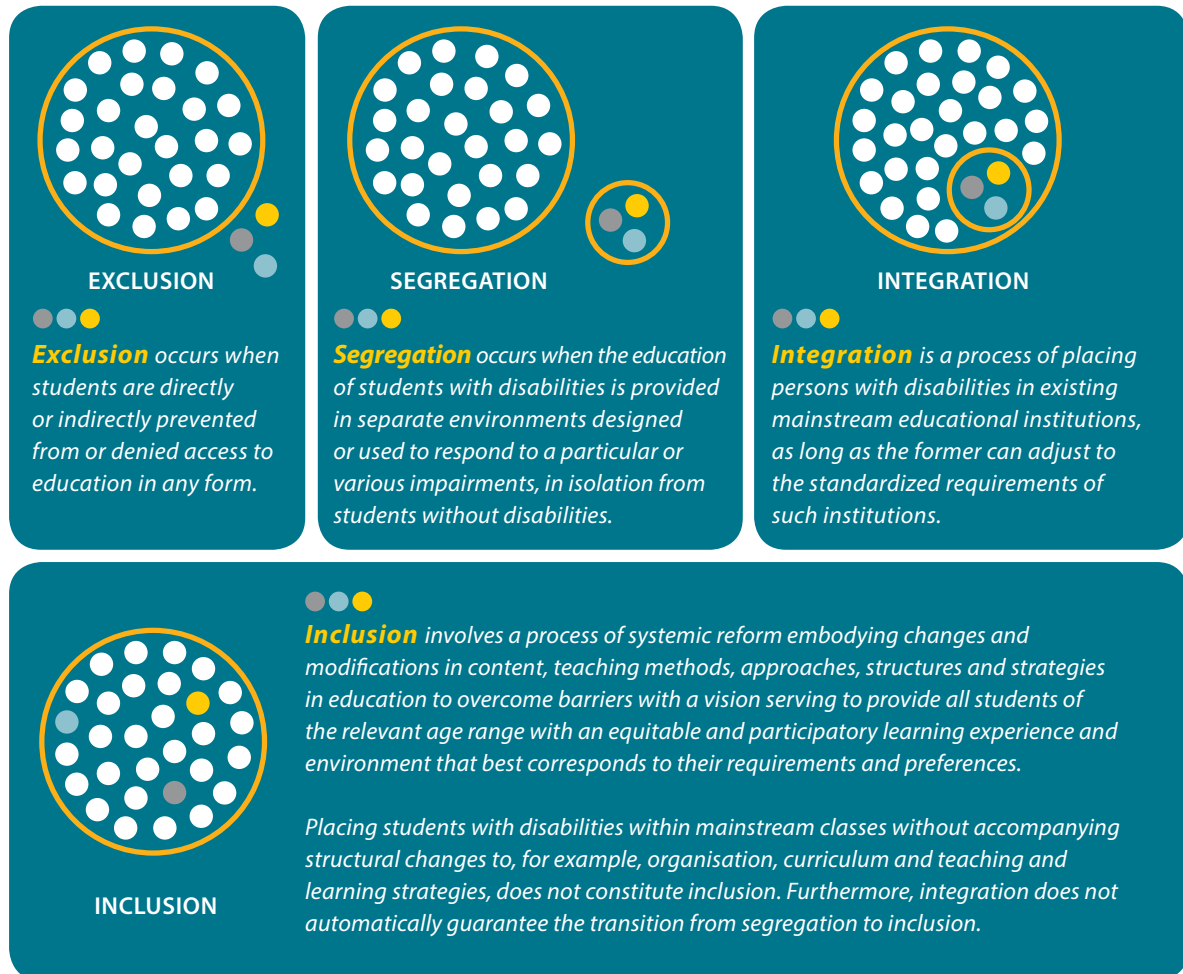 EXCLUSION
Exclusion occurs when
students are directly
or indirectly prevented
from or denied access to
education in any form.
SEGREGATION
Segregation occurs when the education
of students with disabilities is provided
in separate environments designed
or used to respond to a particular or
various impairments, in isolation from
students without disabilities.
INTEGRATION
Integration is a process of placing
persons with disabilities in existing
mainstream educational institutions,
as long as the former can adjust to
the standardized requirements of
such institutions.
INCLUSION
Inclusion involves a process of systemic reform embodying changes and
modifications in content, teaching methods, approaches, structures and strategies
in education to overcome barriers with a vision serving to provide all students of
the relevant age range with an equitable and participatory learning experience and
environment that best corresponds to their requirements and preferences.
Placing students with disabilities within mainstream classes without accompanying
structural changes to, for example, organisation, curriculum and teaching and
learning strategies, does not constitute inclusion. Furthermore, integration does not
automatically guarantee the transition from segregation to inclusion.